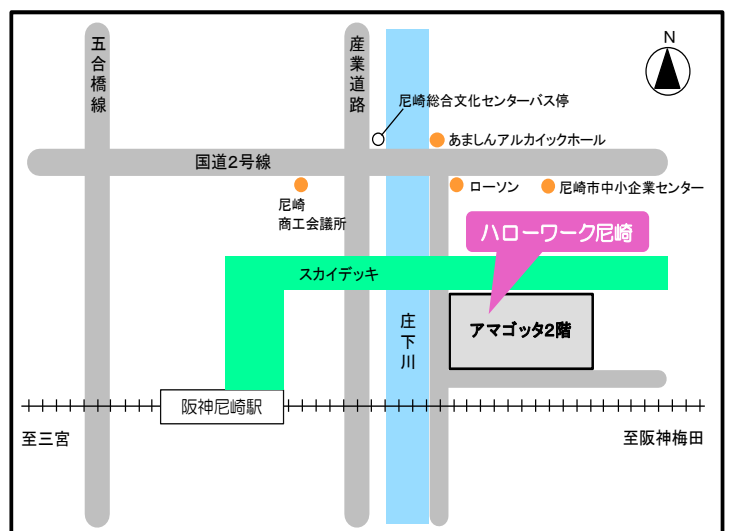 五合橋線
産業道路
N
尼崎総合文化センターバス停
あましんアルカイックホール
国道2号線
ローソン
尼崎市中小企業センター
尼崎
商工会議所
ハローワーク尼崎
スカイデッキ
庄下川
アマゴッタ2階
阪神尼崎駅
至三宮
至阪神梅田